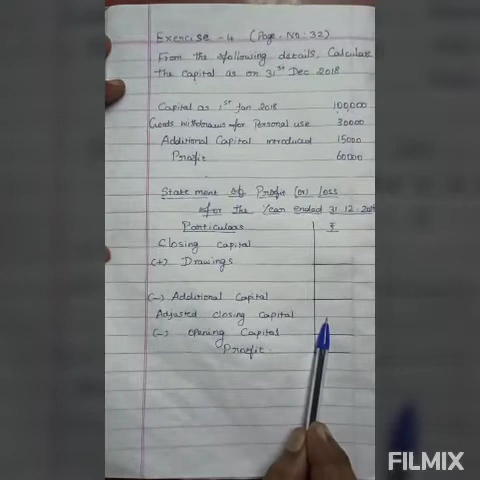 Exercise - 4 (Page. No: 32)
From the following details, Calculate
the Capital as on 31st Dec 2018
Capital as 1st Jan 2018 1,00,000
Goods withdrawn for Personal use 30000
Additional Capital introduced 15000
Profit 60000
Statement of Profit (or) loss
for the Year ended 31.12.2018
Particulars ₹
Closing capital
(+) Drawings
(-) Additional Capital
Adjusted closing Capital
(-) opening Capital
Profit.
FILMIX